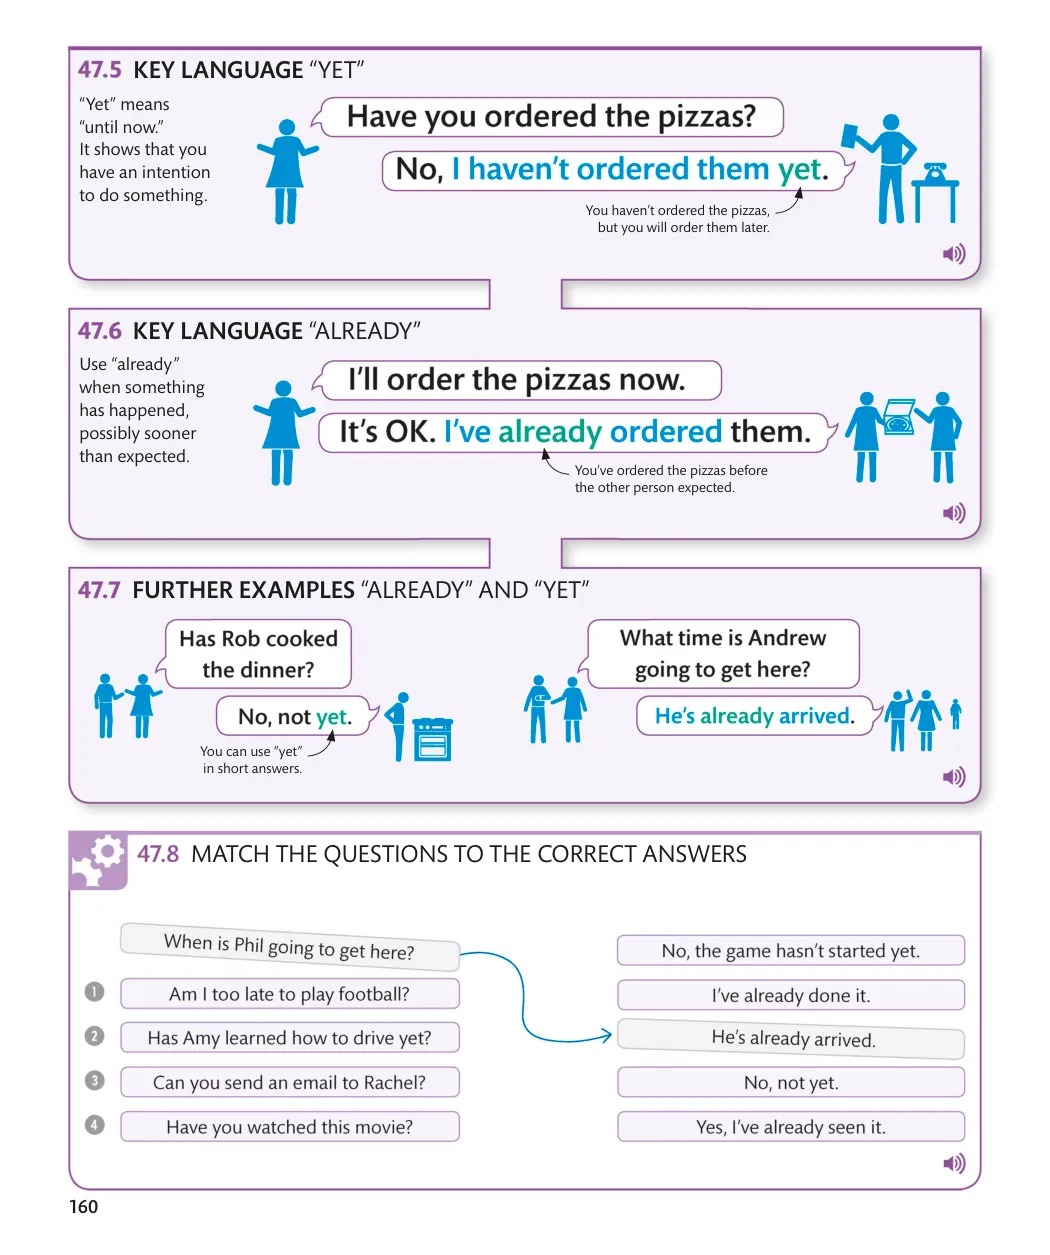 47.5 KEY LANGUAGE “YET”
“Yet” means
“until now.”
It shows that you
have an intention
to do something.
Have you ordered the pizzas?
No, I haven’t ordered them yet.
You haven’t ordered the pizzas,
but you will order them later.
47.6 KEY LANGUAGE “ALREADY”
Use “already”
when something
has happened,
possibly sooner
than expected.
I’ll order the pizzas now.
It’s OK. I’ve already ordered them.
You’ve ordered the pizzas before
the other person expected.
47.7 FURTHER EXAMPLES “ALREADY” AND “YET”
Has Rob cooked
the dinner?
No, not yet.
You can use “yet”
in short answers.
What time is Andrew
going to get here?
He’s already arrived.
47.8 MATCH THE QUESTIONS TO THE CORRECT ANSWERS
When is Phil going to get here?
1 Am I too late to play football?
2 Has Amy learned how to drive yet?
3 Can you send an email to Rachel?
4 Have you watched this movie?
No, the game hasn’t started yet.
I’ve already done it.
He’s already arrived.
No, not yet.
Yes, I’ve already seen it.
160